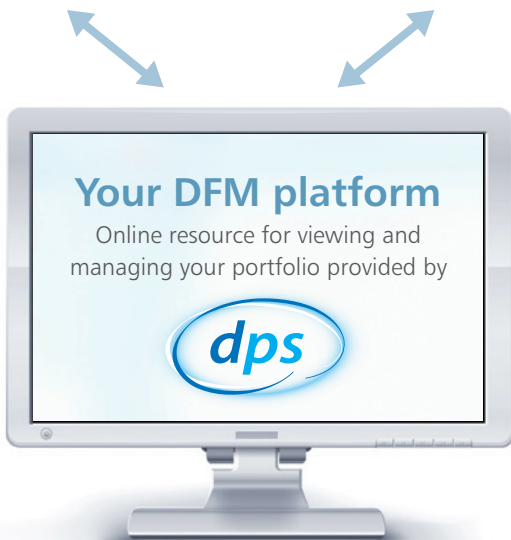 Your DFM platform
Online resource for viewing and
managing your portfolio provided by
dps